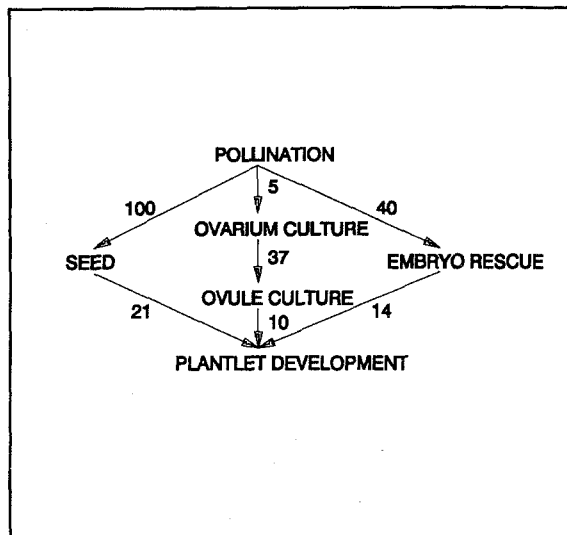 POLLINATION
100
5
40
OVARIUM CULTURE
SEED
37
EMBRYO RESCUE
OVULE CULTURE
21
10
14
PLANTLET DEVELOPMENT